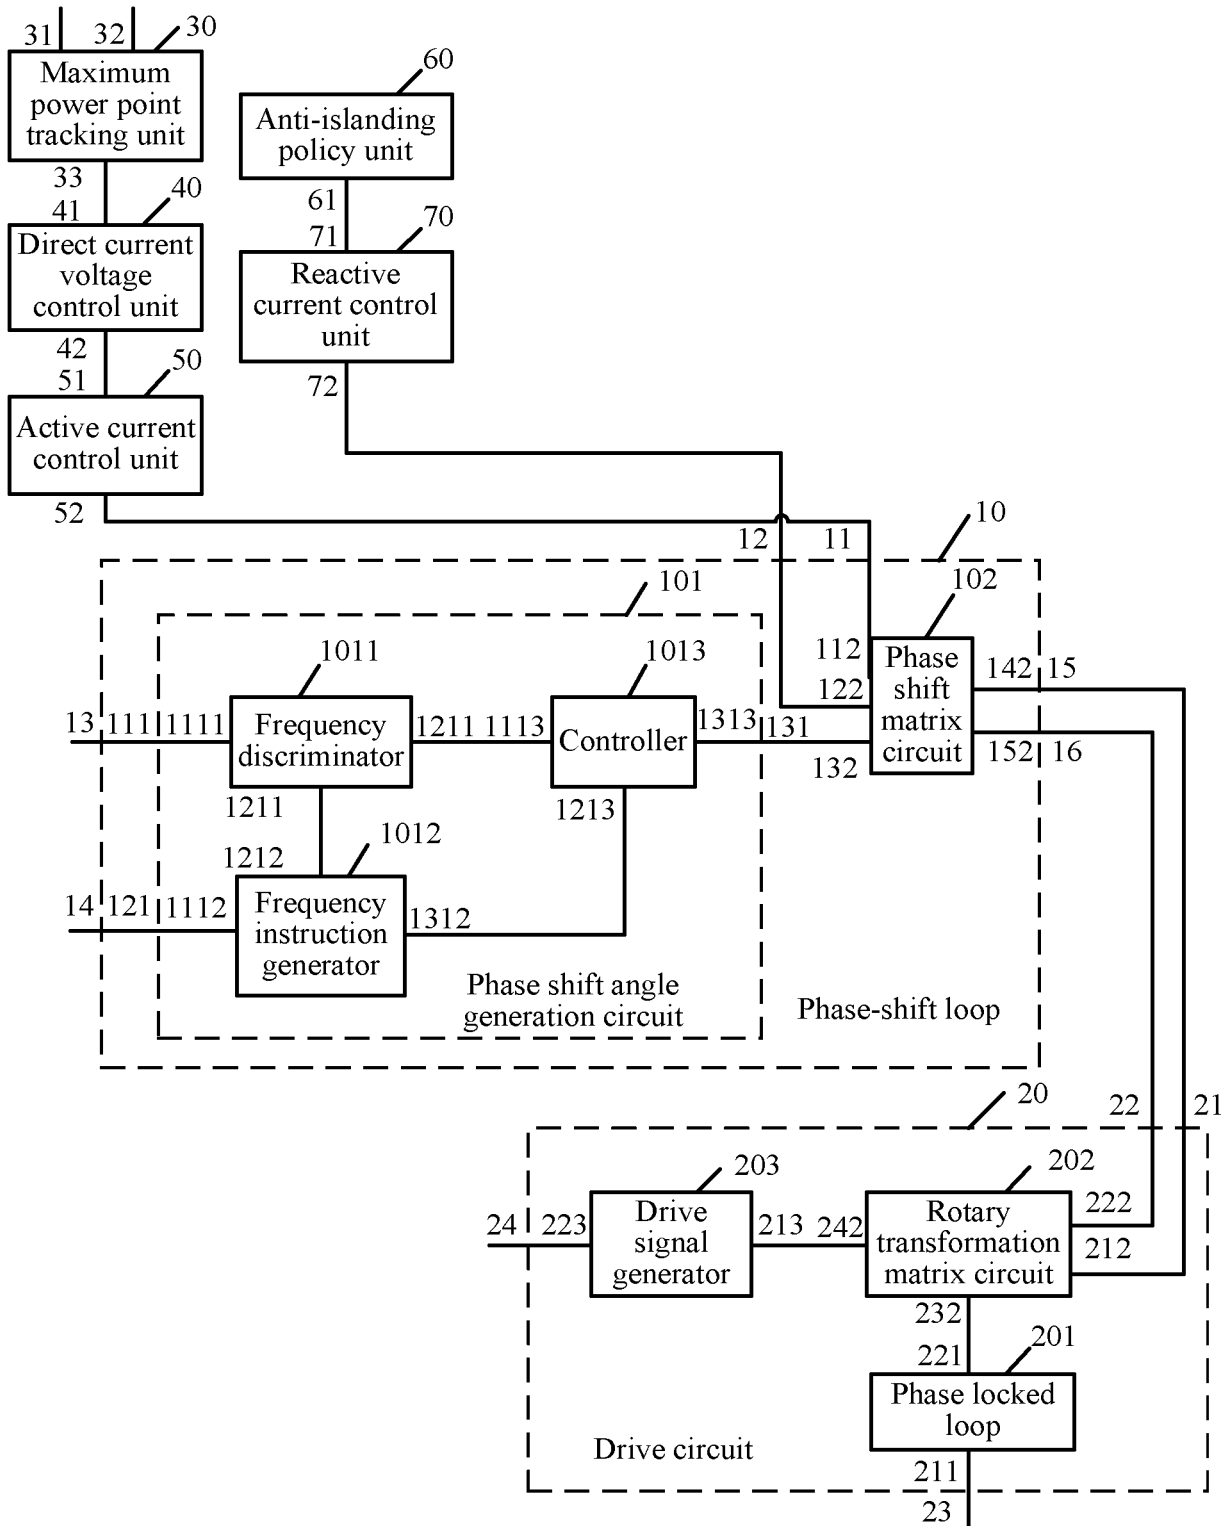 31
32
30
Maximum
power point
tracking unit
33
41
40
Direct current
voltage
control unit
42
51
50
Active current
control unit
52
60
Anti-islanding
policy unit
61
71
70
Reactive
current control
unit
72
12
11
10
101
102
112
122
Phase
shift
matrix
circuit
142
15
152
16
1011
1013
13
111
1111
Frequency
discriminator
1211
1113
Controller
1313
131
132
1211
1213
1212
1012
14
121
1112
Frequency
instruction
generator
1312
Phase shift angle
generation circuit
Phase-shift loop
20
22
21
203
202
24
223
Drive
signal
generator
213
242
Rotary
transformation
matrix circuit
222
212
232
221
201
Phase locked
loop
Drive circuit
211
23